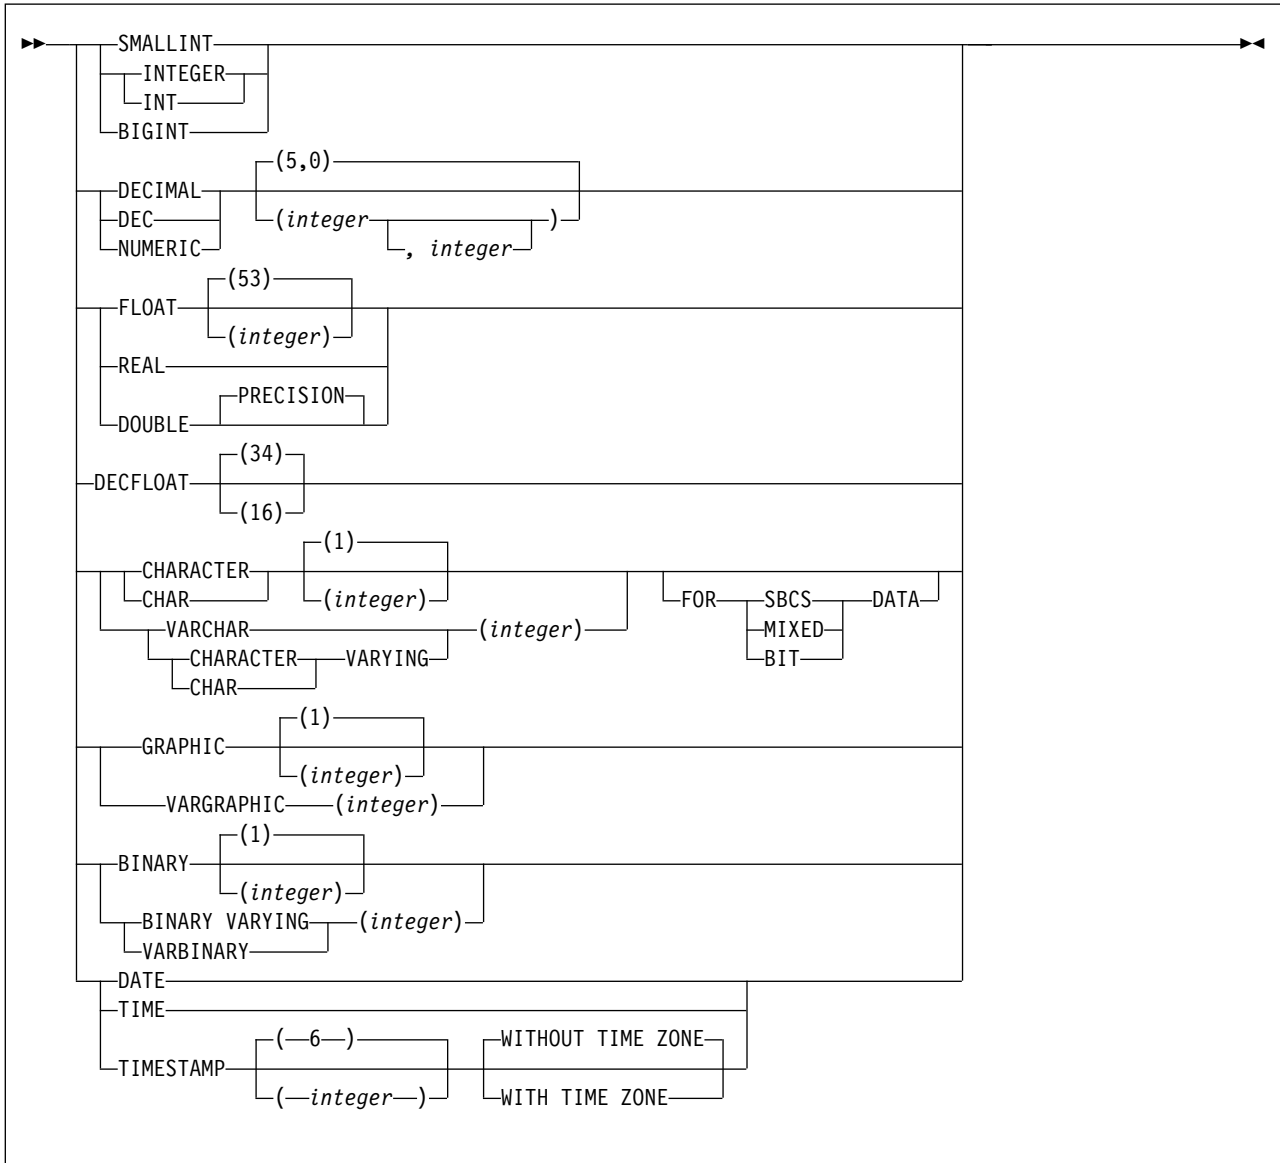 SMALLINT
INTEGER
INT
BIGINT
(5,0)
DECIMAL
DEC (integer )
NUMERIC , integer
(53)
FLOAT
(integer)
REAL
PRECISION
DOUBLE
(34)
DECFLOAT
(16)
(1)
CHARACTER
CHAR (integer) FOR SBCS DATA
VARCHAR (integer) MIXED
CHARACTER VARYING BIT
CHAR
(1)
GRAPHIC
(integer)
VARGRAPHIC (integer)
(1)
BINARY
(integer)
BINARY VARYING (integer)
VARBINARY
DATE
TIME
( 6 ) WITHOUT TIME ZONE
TIMESTAMP
( integer ) WITH TIME ZONE